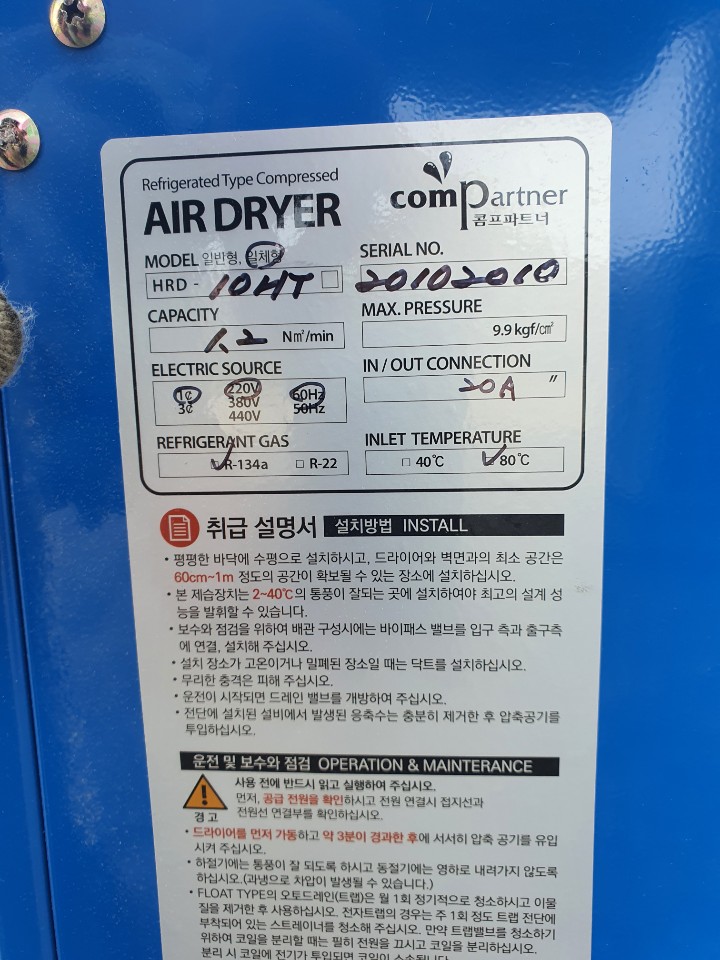 Refrigerated Type Compressed
AIR DRYER
comPartner
콤프파트너
MODEL 일반형, 일체형
HRD - 10HT
SERIAL NO.
20102010
CAPACITY
1.2 N㎥/min
MAX. PRESSURE
9.9 kgf/㎠
ELECTRIC SOURCE
1¢ 220V 60Hz
3¢ 380V 50Hz
440V
IN / OUT CONNECTION
20A "
REFRIGERANT GAS
R-134a R-22
INLET TEMPERATURE
40℃ 80℃
취급 설명서 설치방법 INSTALL
• 평평한 바닥에 수평으로 설치하시고, 드라이어와 벽면과의 최소 공간은
60cm~1m 정도의 공간이 확보될 수 있는 장소에 설치하십시오.
• 본 제습장치는 2~40℃의 통풍이 잘되는 곳에 설치하여야 최고의 설계 성
능을 발휘할 수 있습니다.
• 보수와 점검을 위하여 배관 구성시에는 바이패스 밸브를 입구 측과 출구측
에 연결, 설치해 주십시오.
• 설치 장소가 고온이거나 밀폐된 장소일 때는 닥트를 설치하십시오.
• 무리한 충격은 피해 주십시오.
• 운전이 시작되면 드레인 밸브를 개방하여 주십시오.
• 전단에 설치된 설비에서 발생된 응축수는 충분히 제거한 후 압축공기를
투입하십시오.
운전 및 보수와 점검 OPERATION & MAINTERANCE
경 고
사용 전에 반드시 읽고 실행하여 주십시오.
먼저, 공급 전원을 확인하시고 전원 연결시 접지선과
전원선 연결부를 확인하십시오.
• 드라이어를 먼저 가동하고 약 3분이 경과한 후에 서서히 압축 공기를 유입
시켜 주십시오.
• 하절기에는 통풍이 잘 되도록 하시고 동절기에는 영하로 내려가지 않도록
하십시오.(과냉으로 차압이 발생될 수 있습니다.)
• FLOAT TYPE의 오토드레인(트랩)은 월 1회 정기적으로 청소하시고 이물
질을 제거한 후 사용하십시오. 전자트랩의 경우는 주 1회 정도 트랩 전단에
부착되어 있는 스트레이너를 청소해 주십시오. 만약 트랩밸브를 청소하기
위하여 코일을 분리할 때는 필히 전원을 끄시고 코일을 분리하십시오.
분리 시 코일에 전기가 투입되면 코일이 소손됩니다.